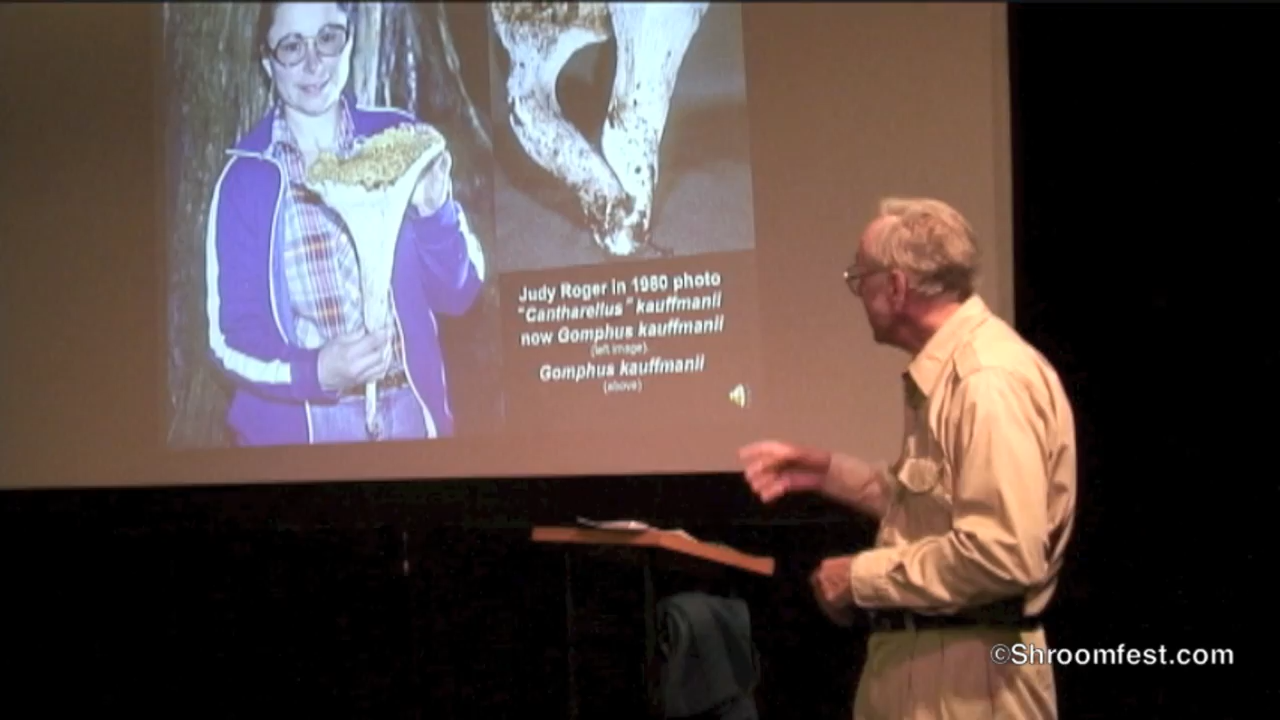 Judy Roger in 1980 photo
"Cantharellus" kauffmanii
now Gomphus kauffmanii
(left image)
Gomphus kauffmanii
(above)
©Shroomfest.com